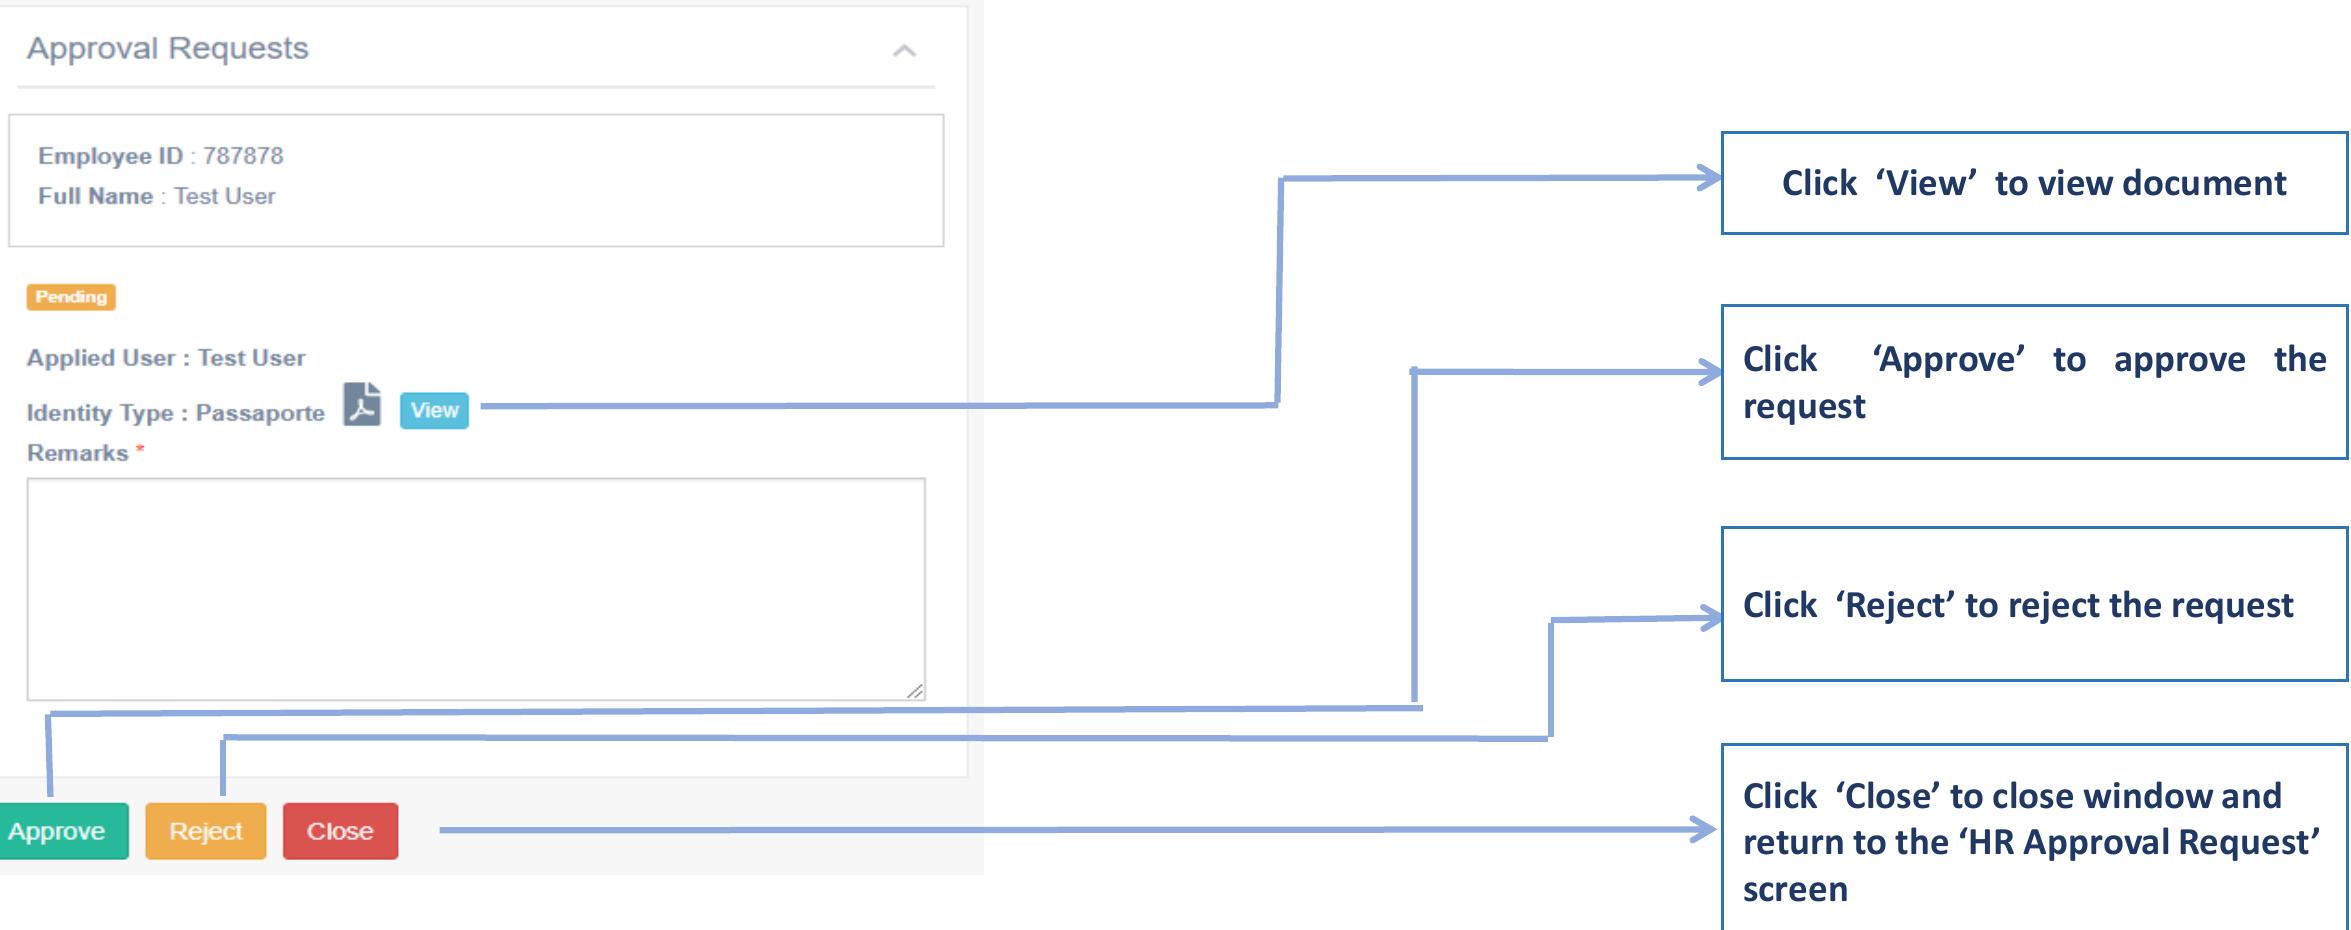 Approval Requests
Employee ID : 787878
Full Name : Test User
Pending
Applied User : Test User
Identity Type : Passaporte View
Remarks *
Approve Reject Close
Click ‘View’ to view document
Click ‘Approve’ to approve the
request
Click ‘Reject’ to reject the request
Click ‘Close’ to close window and
return to the ‘HR Approval Request’
screen